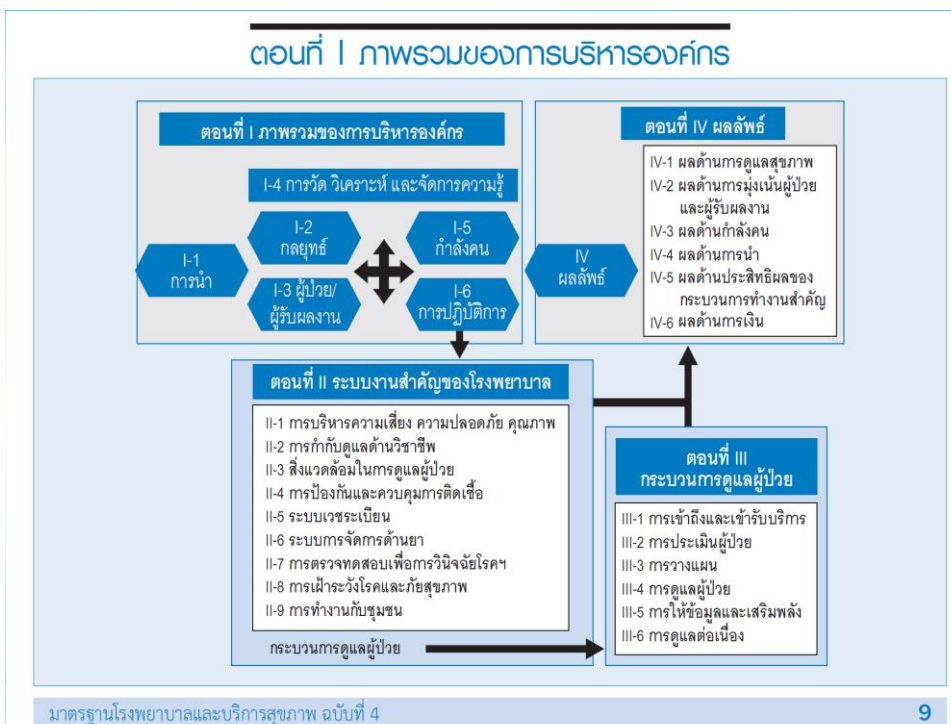 ตอนที่ I ภาพรวมของการบริหารองค์กร
ตอนที่ I ภาพรวมของการบริหารองค์กร
I-4 การวัด วิเคราะห์ และจัดการความรู้
I-1
การนำ
I-2
กลยุทธ์
I-3 ผู้ป่วย/
ผู้รับผลงาน
I-5
กำลังคน
I-6
การปฏิบัติการ
IV
ผลลัพธ์
ตอนที่ IV ผลลัพธ์
IV-1 ผลด้านการดูแลสุขภาพ
IV-2 ผลด้านการมุ่งเน้นผู้ป่วย
และผู้รับผลงาน
IV-3 ผลด้านกำลังคน
IV-4 ผลด้านการนำ
IV-5 ผลด้านประสิทธิผลของ
กระบวนการทำงานสำคัญ
IV-6 ผลด้านการเงิน
ตอนที่ II ระบบงานสำคัญของโรงพยาบาล
II-1 การบริหารความเสี่ยง ความปลอดภัย คุณภาพ
II-2 การกำกับดูแลด้านวิชาชีพ
II-3 สิ่งแวดล้อมในการดูแลผู้ป่วย
II-4 การป้องกันและควบคุมการติดเชื้อ
II-5 ระบบเวชระเบียน
II-6 ระบบการจัดการด้านยา
II-7 การตรวจทดสอบเพื่อการวินิจฉัยโรคฯ
II-8 การเฝ้าระวังโรคและภัยสุขภาพ
II-9 การทำงานกับชุมชน
กระบวนการดูแลผู้ป่วย
ตอนที่ III
กระบวนการดูแลผู้ป่วย
III-1 การเข้าถึงและเข้ารับบริการ
III-2 การประเมินผู้ป่วย
III-3 การวางแผน
III-4 การดูแลผู้ป่วย
III-5 การให้ข้อมูลและเสริมพลัง
III-6 การดูแลต่อเนื่อง
มาตรฐานโรงพยาบาลและบริการสุขภาพ ฉบับที่ 4
9